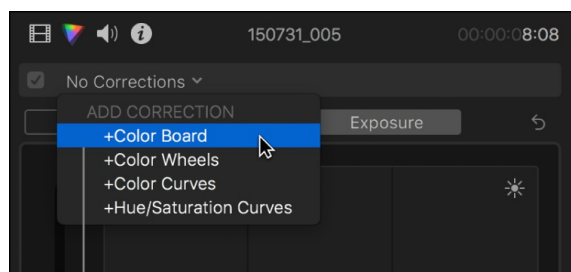 150731_005
00:00:08:08
No Corrections
ADD CORRECTION
+Color Board
Exposure
+Color Wheels
+Color Curves
+Hue/Saturation Curves